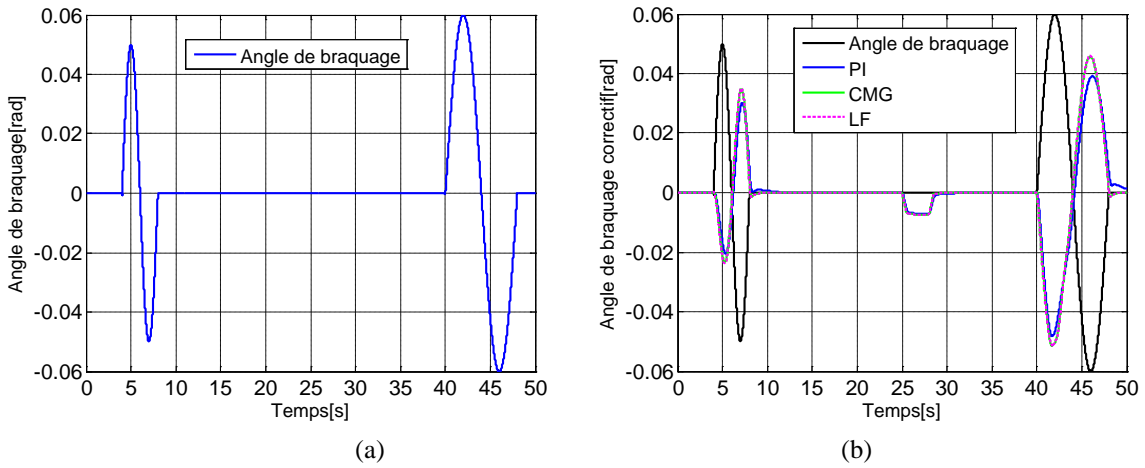 0.06
0.04
0.02
0
-0.02
-0.04
-0.06
0 5 10 15 20 25 30 35 40 45 50
Angle de braquage[rad]
Temps[s]
Angle de braquage
(a)
0.06
0.04
0.02
0
-0.02
-0.04
-0.06
0 5 10 15 20 25 30 35 40 45 50
Angle de braquage correctif[rad]
Temps[s]
Angle de braquage
PI
CMG
LF
(b)